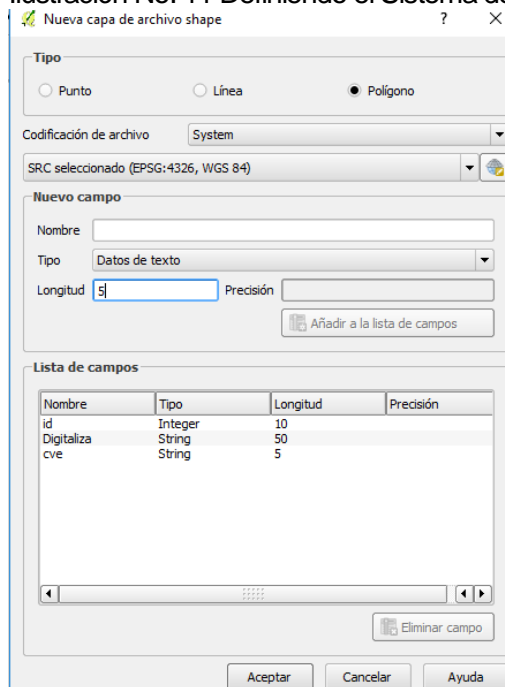 Ilustración No. 11 Definiendo el Sistema de
Nueva capa de archivo shape ?
Tipo
Punto Línea Polígono
Codificación de archivo System
SRC seleccionado (EPSG:4326, WGS 84)
Nuevo campo
Nombre
Tipo Datos de texto
Longitud 5 Precisión
Añadir a la lista de campos
Lista de campos
Nombre Tipo Longitud Precisión
id Integer 10
Digitaliza String 50
cve String 5
Eliminar campo
Aceptar Cancelar Ayuda